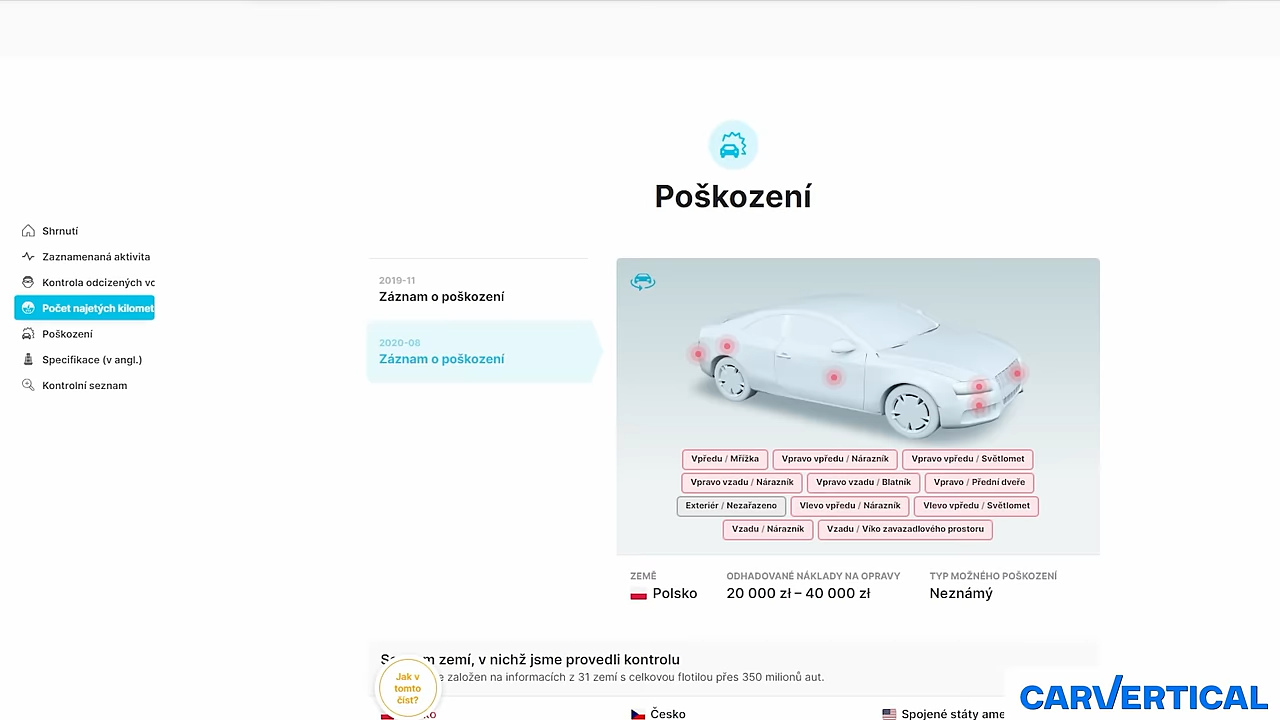 Poškození
Shrnutí
Zaznamenaná aktivita
Kontrola odcizených vo
Počet najetých kilomet
Poškození
Specifikace (v angl.)
Kontrolní seznam
2019-11
Záznam o poškození
2020-08
Záznam o poškození
Vpředu / Mřížka Vpravo vpředu / Nárazník Vpravo vpředu / Světlomet
Vpravo vzadu / Nárazník Vpravo vzadu / Blatník Vpravo / Přední dveře
Exteriér / Nezařazeno Vlevo vpředu / Nárazník Vlevo vpředu / Světlomet
Vzadu / Nárazník Vzadu / Víko zavazadlového prostoru
ZEMĚ ODHADOVANÉ NÁKLADY NA OPRAVY TYP MOŽNÉHO POŠKOZENÍ
Polsko 20 000 zł – 40 000 zł Neznámý
zemí, v nichž jsme provedli kontrolu
založen na informacích z 31 zemí s celkovou flotilou přes 350 milionů aut.
Jak v
tomto
číst?
Česko Spojené státy ame
CARVERTICAL